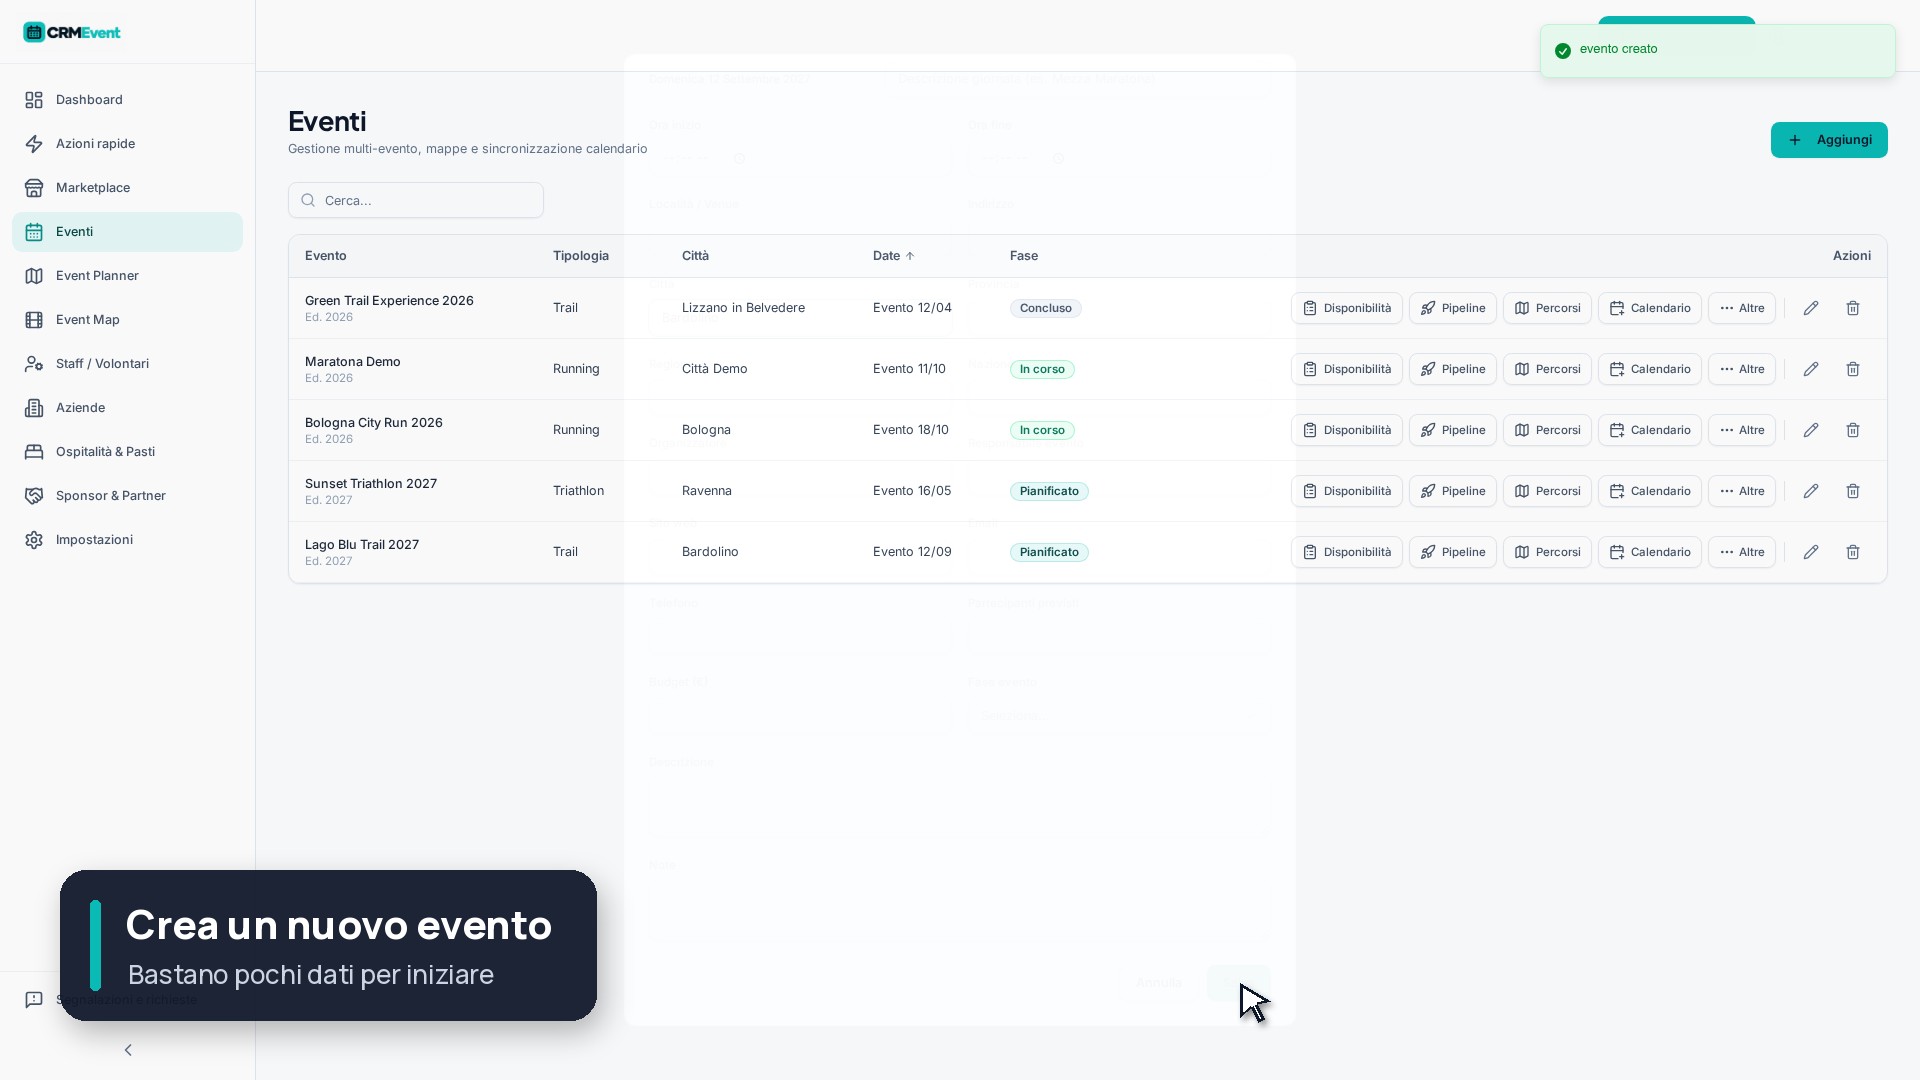 CRMEvent
evento creato
Dashboard
Azioni rapide
Marketplace
Eventi
Event Planner
Event Map
Staff / Volontari
Aziende
Ospitalità & Pasti
Sponsor & Partner
Impostazioni
Segnalazioni e richieste
Eventi
Gestione multi-evento, mappe e sincronizzazione calendario
Aggiungi
Cerca...
Evento Tipologia Città Date Fase Azioni
Green Trail Experience 2026 Trail Lizzano in Belvedere Evento 12/04 Concluso Disponibilità Pipeline Percorsi Calendario Altre
Ed. 2026
Maratona Demo Running Città Demo Evento 11/10 In corso Disponibilità Pipeline Percorsi Calendario Altre
Ed. 2026
Bologna City Run 2026 Running Bologna Evento 18/10 In corso Disponibilità Pipeline Percorsi Calendario Altre
Ed. 2026
Sunset Triathlon 2027 Triathlon Ravenna Evento 16/05 Pianificato Disponibilità Pipeline Percorsi Calendario Altre
Ed. 2027
Lago Blu Trail 2027 Trail Bardolino Evento 12/09 Pianificato Disponibilità Pipeline Percorsi Calendario Altre
Ed. 2027
Annulla
Crea un nuovo evento
Bastano pochi dati per iniziare